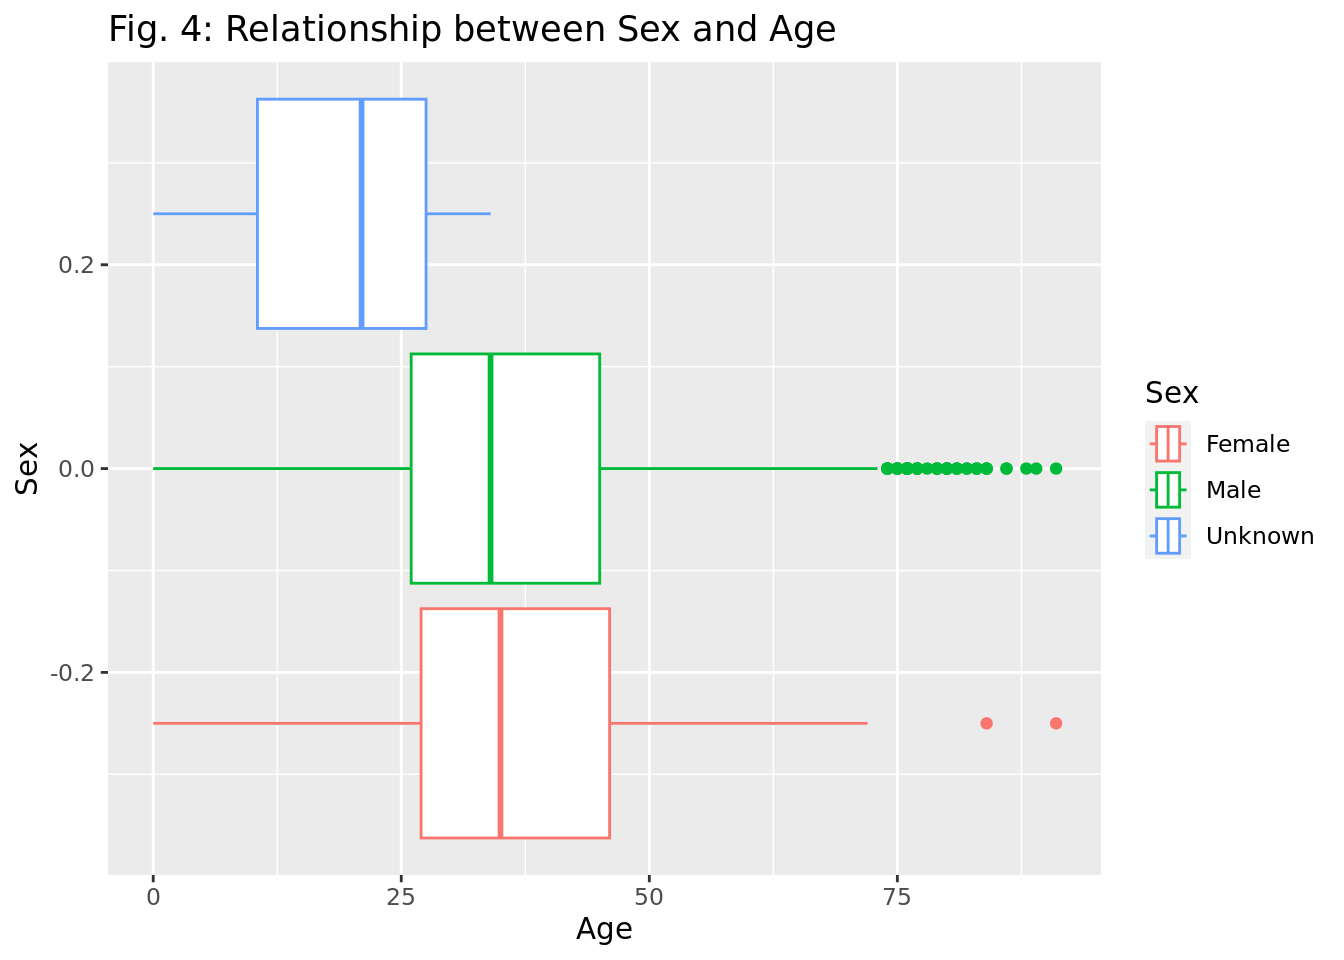 Fig. 4: Relationship between Sex and Age
0.2
0.0
-0.2
Sex
0
25
50
75
Age
Sex
Female
Male
Unknown